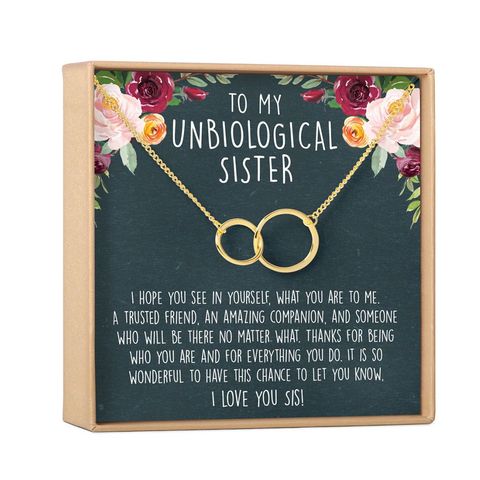 TO MY
UNBIOLOGICAL
SISTER
I HOPE YOU SEE IN YOURSELF, WHAT YOU ARE TO ME.
A TRUSTED FRIEND, AN AMAZING COMPANION, AND SOMEONE
WHO WILL BE THERE NO MATTER WHAT. THANKS FOR BEING
WHO YOU ARE AND FOR EVERYTHING YOU DO. IT IS SO
WONDERFUL TO HAVE THIS CHANCE TO LET YOU KNOW,
I LOVE YOU SIS!